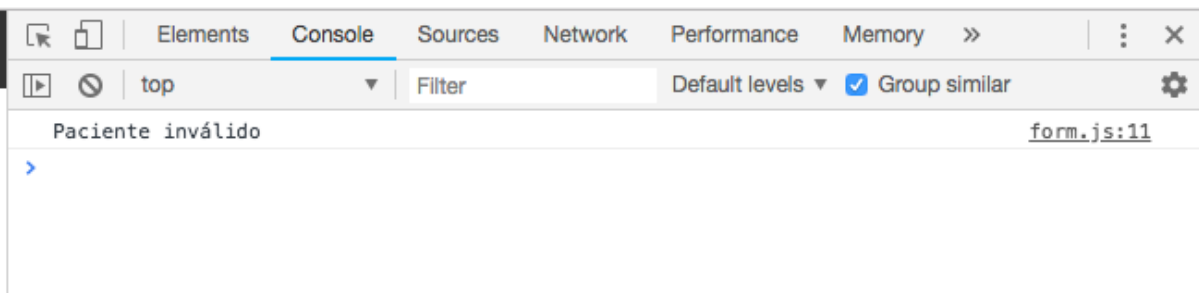 Elements Console Sources Network Performance Memory »
top Filter Default levels Group similar
Paciente inválido form.js:11